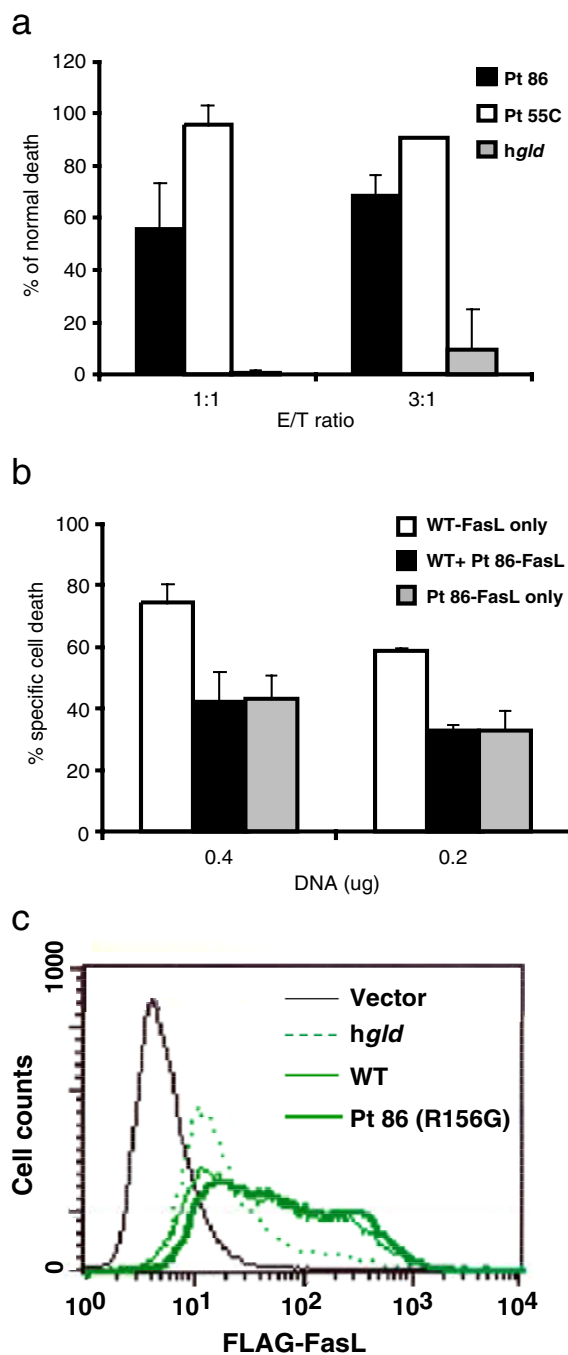 a
120
100
80
60
40
20
0
% of normal death
Pt 86
Pt 55C
hgld
1:1
3:1
E/T ratio
b
100
80
60
40
20
0
% specific cell death
WT-FasL only
WT+ Pt 86-FasL
Pt 86-FasL only
0.4
0.2
DNA (ug)
c
1000
0
Cell counts
Vector
hgld
WT
Pt 86 (R156G)
10⁰
10¹
10²
10³
10⁴
FLAG-FasL